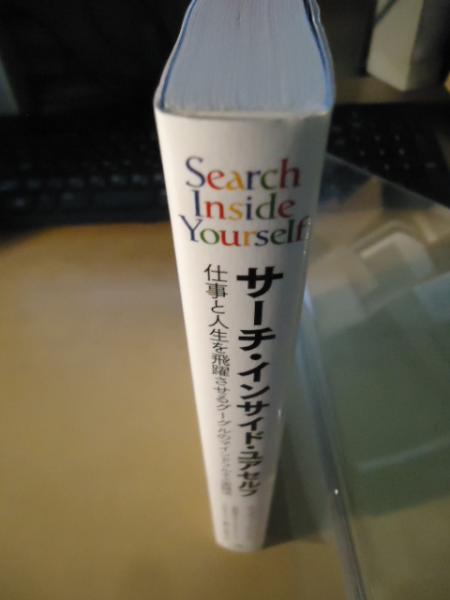 Search
Inside
Yourself
サーチ・インサイド・ユアセルフ
仕事と人生を飛躍させるグーグルのマインドフルネス実践法